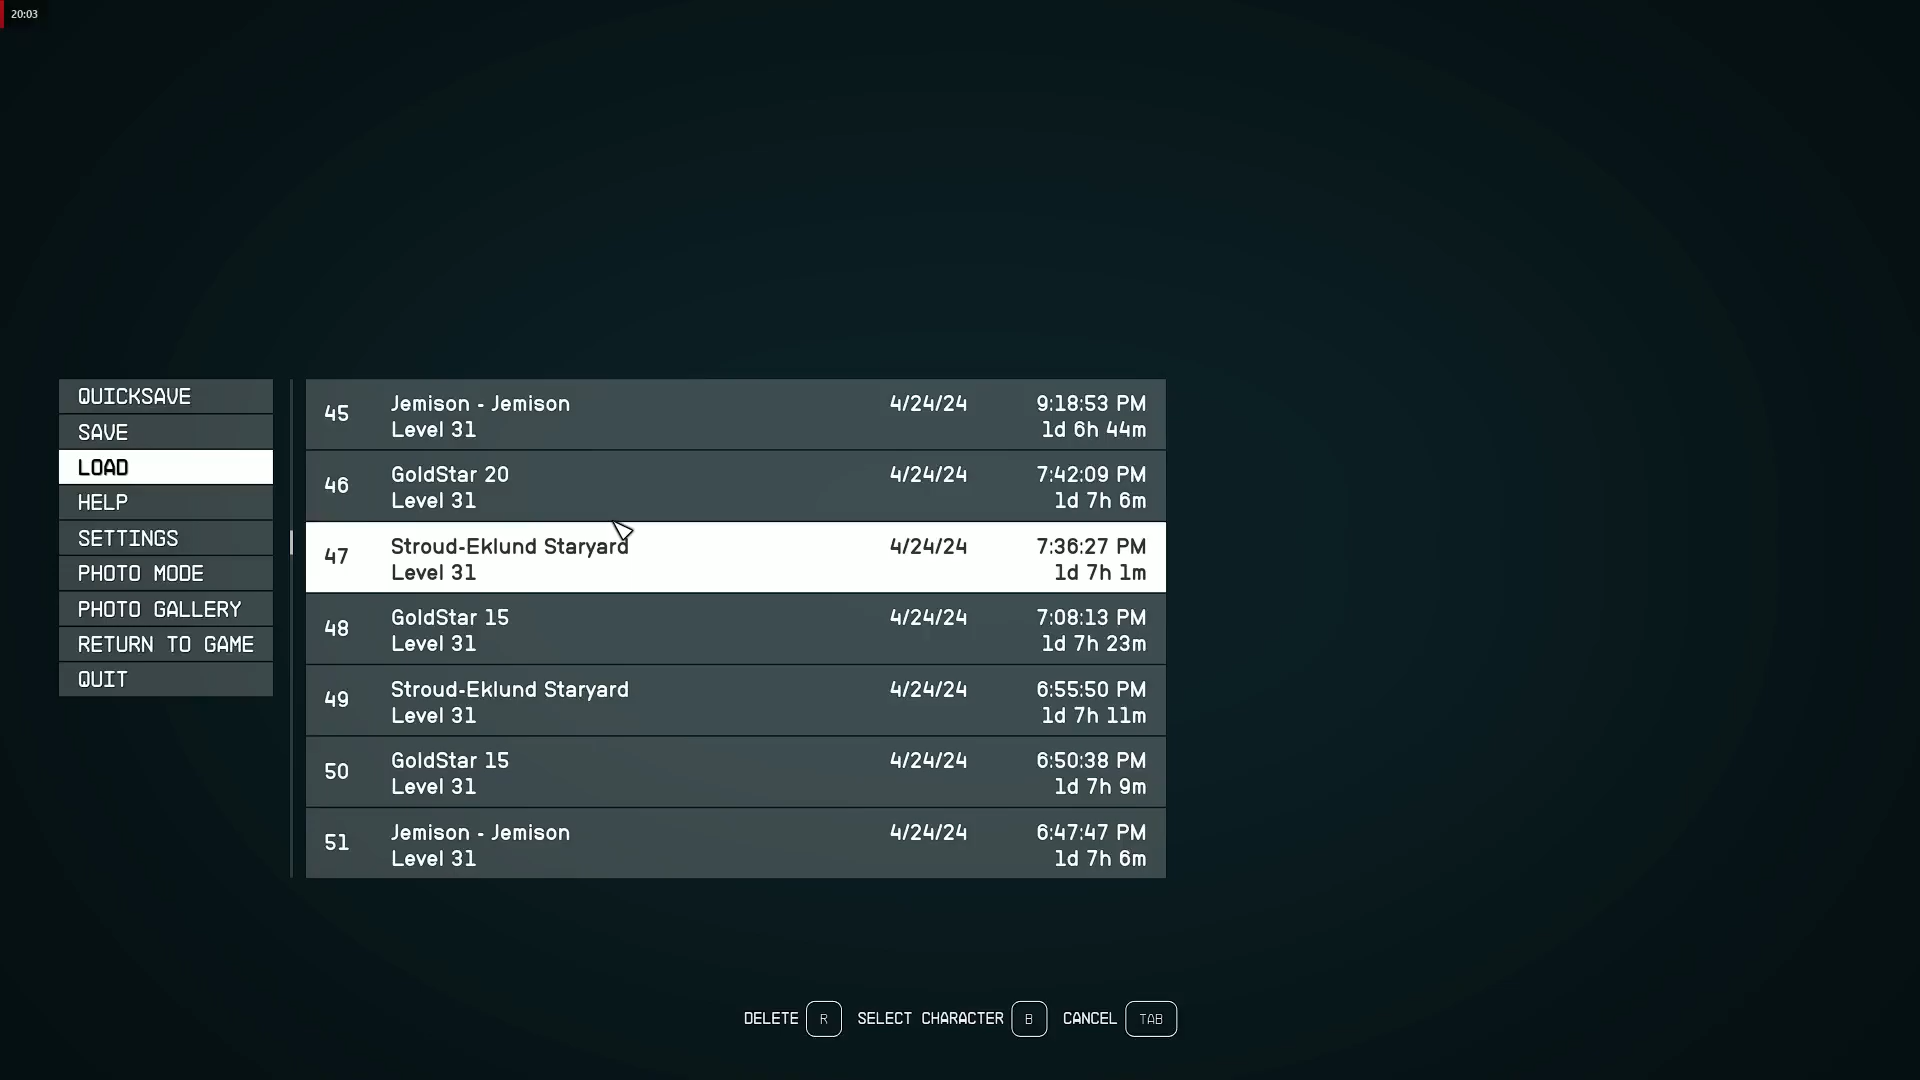 20:03
QUICKSAVE
SAVE
LOAD
HELP
SETTINGS
PHOTO MODE
PHOTO GALLERY
RETURN TO GAME
QUIT
45 Jemison - Jemison 4/24/24 9:18:53 PM
Level 31 1d 6h 44m
46 GoldStar 20 4/24/24 7:42:09 PM
Level 31 1d 7h 6m
47 Stroud-Eklund Staryard 4/24/24 7:36:27 PM
Level 31 1d 7h 1m
48 GoldStar 15 4/24/24 7:08:13 PM
Level 31 1d 7h 23m
49 Stroud-Eklund Staryard 4/24/24 6:55:50 PM
Level 31 1d 7h 11m
50 GoldStar 15 4/24/24 6:50:38 PM
Level 31 1d 7h 9m
51 Jemison - Jemison 4/24/24 6:47:47 PM
Level 31 1d 7h 6m
DELETE R SELECT CHARACTER B CANCEL TAB